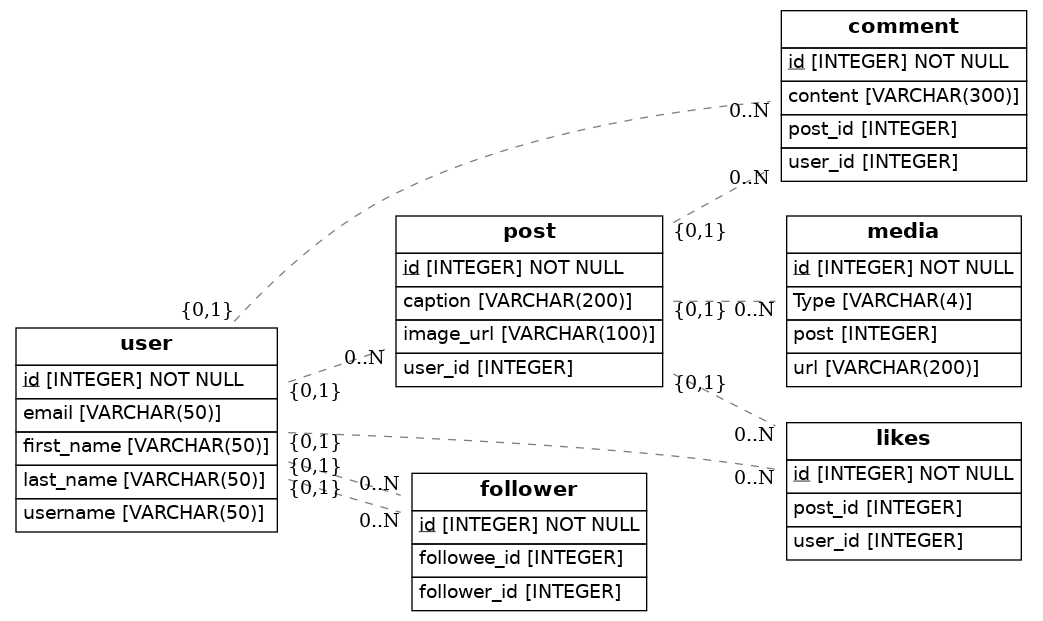 comment
id [INTEGER] NOT NULL
content [VARCHAR(300)]
post_id [INTEGER]
user_id [INTEGER]
0..N
0..N
{0,1}
post
id [INTEGER] NOT NULL
caption [VARCHAR(200)]
image_url [VARCHAR(100)]
user_id [INTEGER]
{0,1}
0..N
{0,1} 0..N
{0,1}
0..N
media
id [INTEGER] NOT NULL
Type [VARCHAR(4)]
post [INTEGER]
url [VARCHAR(200)]
user
id [INTEGER] NOT NULL
email [VARCHAR(50)]
first_name [VARCHAR(50)]
last_name [VARCHAR(50)]
username [VARCHAR(50)]
{0,1}
{0,1}
{0,1}
{0,1}
0..N
0..N
0..N
follower
id [INTEGER] NOT NULL
followee_id [INTEGER]
follower_id [INTEGER]
likes
id [INTEGER] NOT NULL
post_id [INTEGER]
user_id [INTEGER]